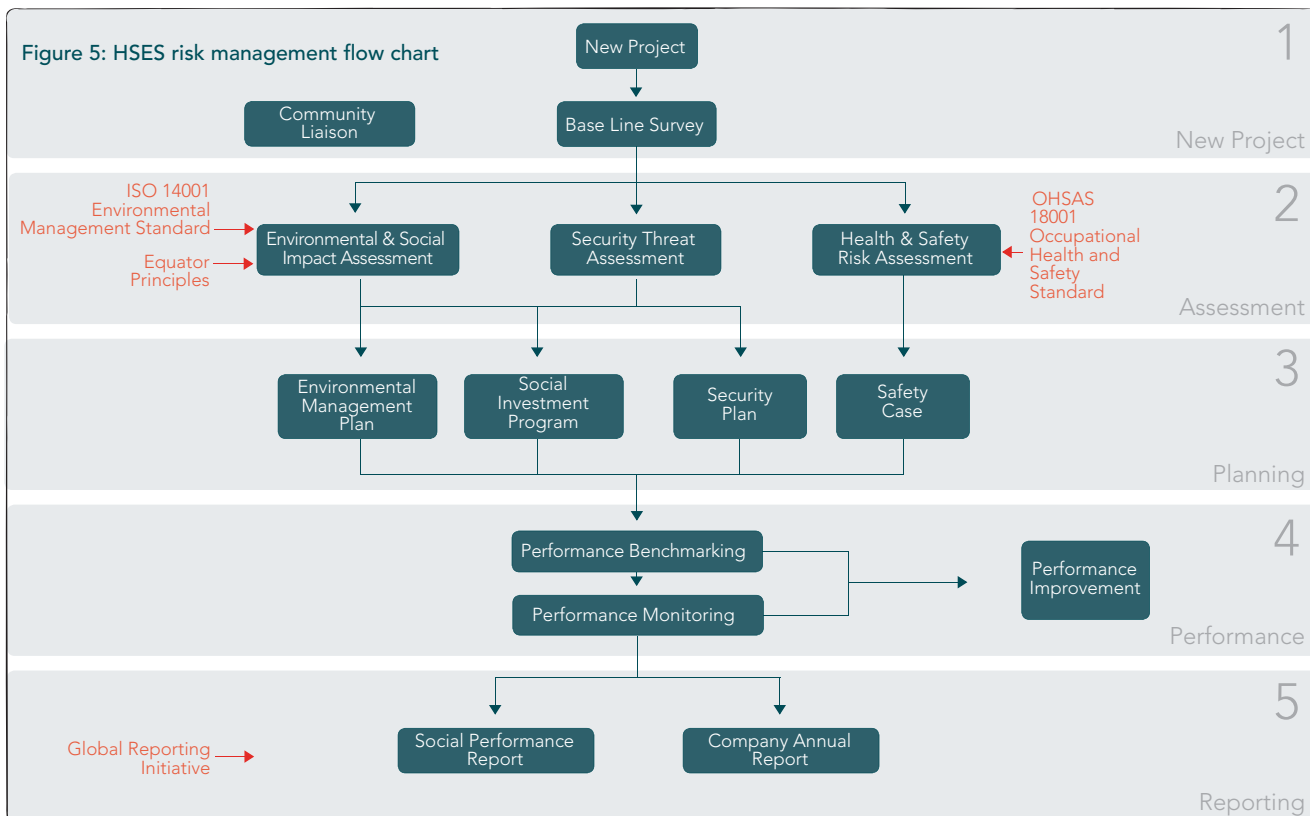 Figure 5: HSES risk management flow chart
New Project
1
Community
Liaison
Base Line Survey
New Project
ISO 14001
Environmental
Management Standard
Equator
Principles
Environmental & Social
Impact Assessment
Security Threat
Assessment
Health & Safety
Risk Assessment
OHSAS
18001
Occupational
Health and
Safety
Standard
2
Assessment
Environmental
Management
Plan
Social
Investment
Program
Security
Plan
Safety
Case
3
Planning
Performance Benchmarking
Performance Monitoring
Performance
Improvement
4
Performance
Global Reporting
Initiative
Social Performance
Report
Company Annual
Report
5
Reporting